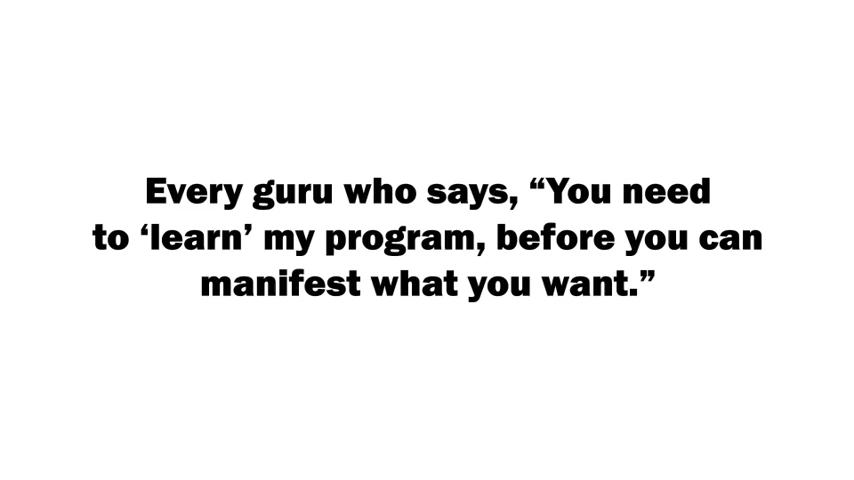 Every guru who says, “You need
to ‘learn’ my program, before you can
manifest what you want.”